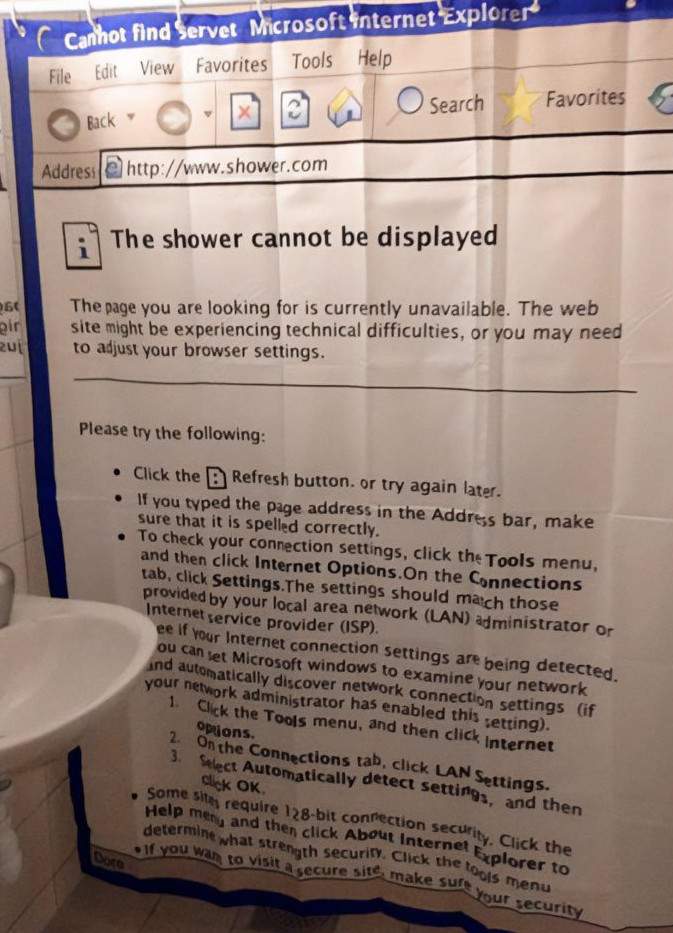 Cannot find servet Microsoft Internet Explorer
File Edit View Favorites Tools Help
Back Search Favorites
Address http://www.shower.com
The shower cannot be displayed
The page you are looking for is currently unavailable. The web
site might be experiencing technical difficulties, or you may need
to adjust your browser settings.
Please try the following:
• Click the Refresh button. or try again later.
• If you typed the page address in the Address bar, make
sure that it is spelled correctly.
• To check your connection settings, click the Tools menu,
and then click Internet Options.On the Connections
tab, click Settings.The settings should match those
provided by your local area network (LAN) administrator or
Internet service provider (ISP).
ee if your Internet connection settings are being detected.
ou can set Microsoft windows to examine your network
and automatically discover network connection settings (if
your network administrator has enabled this setting).
1. Click the Tools menu, and then click Internet
options.
2. On the Connections tab, click LAN Settings.
3. Select Automatically detect settings, and then
click OK.
• Some sites require 128-bit connection security. Click the
Help menu and then click About Internet Explorer to
determine what strength security. Click the tools menu
• If you want to visit a secure site, make sure your security
Done